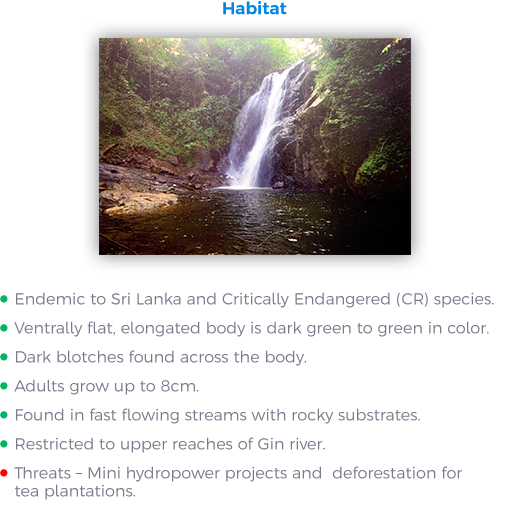 Habitat
Endemic to Sri Lanka and Critically Endangered (CR) species.
Ventrally flat, elongated body is dark green to green in color.
Dark blotches found across the body.
Adults grow up to 8cm.
Found in fast flowing streams with rocky substrates.
Restricted to upper reaches of Gin river.
Threats – Mini hydropower projects and  deforestation for
tea plantations.